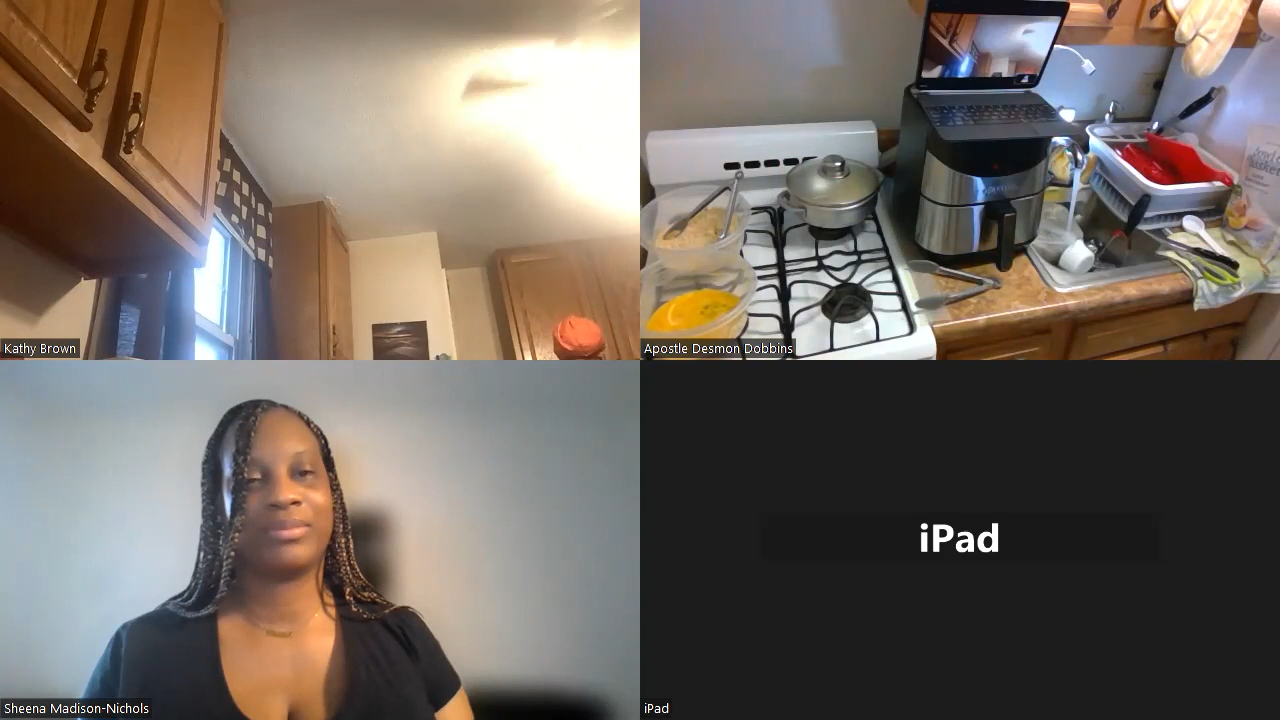 Kathy Brown
Apostle Desmon Dobbins
Sheena Madison-Nichols
iPad
iPad